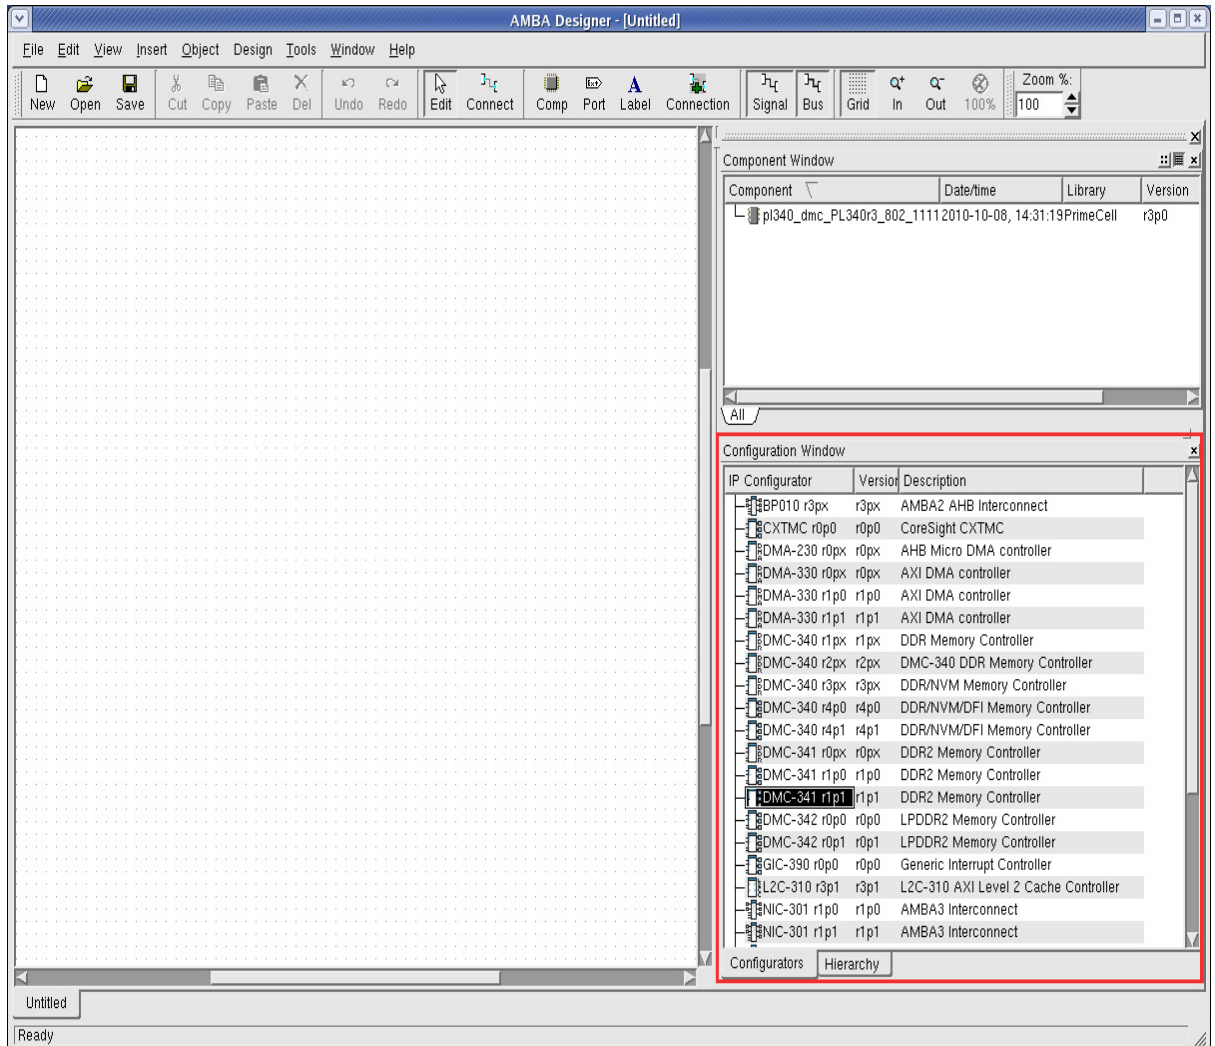 AMBA Designer - [Untitled]
File Edit View Insert Object Design Tools Window Help
New Open Save Cut Copy Paste Del Undo Redo Edit Connect Comp Port Label Connection Signal Bus Grid In Out 100% Zoom %: 100
Component Window
Component Date/time Library Version
pl340_dmc_PL340r3_802_1111 2010-10-08, 14:31:19 PrimeCell r3p0
All
Configuration Window
IP Configurator Version Description
BP010 r3px r3px AMBA2 AHB Interconnect
CXTMC r0p0 r0p0 CoreSight CXTMC
DMA-230 r0px r0px AHB Micro DMA controller
DMA-330 r0px r0px AXI DMA controller
DMA-330 r1p0 r1p0 AXI DMA controller
DMA-330 r1p1 r1p1 AXI DMA controller
DMC-340 r1px r1px DDR Memory Controller
DMC-340 r2px r2px DMC-340 DDR Memory Controller
DMC-340 r3px r3px DDR/NVM Memory Controller
DMC-340 r4p0 r4p0 DDR/NVM/DFI Memory Controller
DMC-340 r4p1 r4p1 DDR/NVM/DFI Memory Controller
DMC-341 r0px r0px DDR2 Memory Controller
DMC-341 r1p0 r1p0 DDR2 Memory Controller
DMC-341 r1p1 r1p1 DDR2 Memory Controller
DMC-342 r0p0 r0p0 LPDDR2 Memory Controller
DMC-342 r0p1 r0p1 LPDDR2 Memory Controller
GIC-390 r0p0 r0p0 Generic Interrupt Controller
L2C-310 r3p1 r3p1 L2C-310 AXI Level 2 Cache Controller
NIC-301 r1p0 r1p0 AMBA3 Interconnect
NIC-301 r1p1 r1p1 AMBA3 Interconnect
Configurators Hierarchy
Untitled
Ready